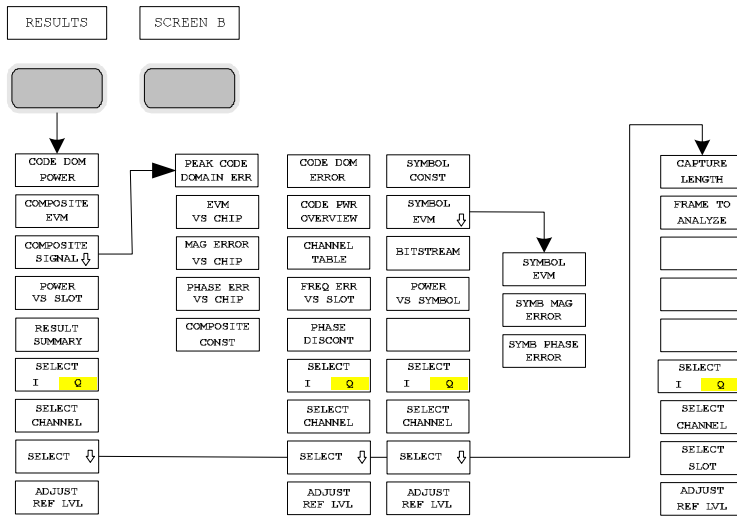 RESULTS
SCREEN B
CODE DOM
POWER
COMPOSITE
EVM
COMPOSITE
SIGNAL
POWER
VS SLOT
RESULT
SUMMARY
SELECT
I Q
SELECT
CHANNEL
SELECT
ADJUST
REF LVL
PEAK CODE
DOMAIN ERR
EVM
VS CHIP
MAG ERROR
VS CHIP
PHASE ERR
VS CHIP
COMPOSITE
CONST
CODE DOM
ERROR
CODE PWR
OVERVIEW
CHANNEL
TABLE
FREQ ERR
VS SLOT
PHASE
DISCONT
SELECT
I Q
SELECT
CHANNEL
SELECT
ADJUST
REF LVL
SYMBOL
CONST
SYMBOL
EVM
BITSTREAM
POWER
VS SYMBOL
SELECT
I Q
SELECT
CHANNEL
SELECT
ADJUST
REF LVL
SYMBOL
EVM
SYMB MAG
ERROR
SYMB PHASE
ERROR
CAPTURE
LENGTH
FRAME TO
ANALYZE
SELECT
I Q
SELECT
CHANNEL
SELECT
SLOT
ADJUST
REF LVL